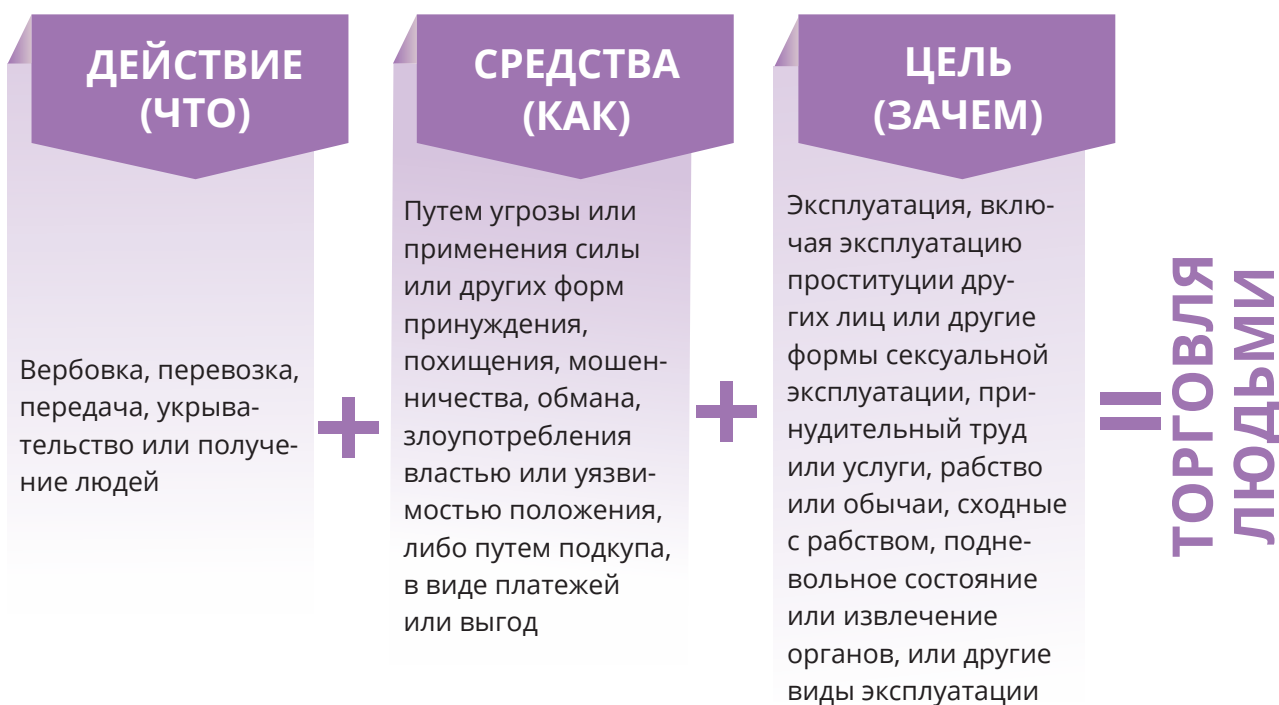 ДЕЙСТВИЕ
(ЧТО)
Вербовка, перевозка,
передача, укрыва-
тельство или получе-
ние людей
+
СРЕДСТВА
(КАК)
Путем угрозы или
применения силы
или других форм
принуждения,
похищения, мошен-
ничества, обмана,
злоупотребления
властью или уязви-
мостью положения,
либо путем подкупа,
в виде платежей
или выгод
+
ЦЕЛЬ
(ЗАЧЕМ)
Эксплуатация, вклю-
чая эксплуатацию
проституции дру-
гих лиц или другие
формы сексуальной
эксплуатации, при-
нудительный труд
или услуги, рабство
или обычаи, сходные
с рабством, подне-
вольное состояние
или извлечение
органов, или другие
виды эксплуатации
=
ТОРГОВЛЯ
ЛЮДЬМИ